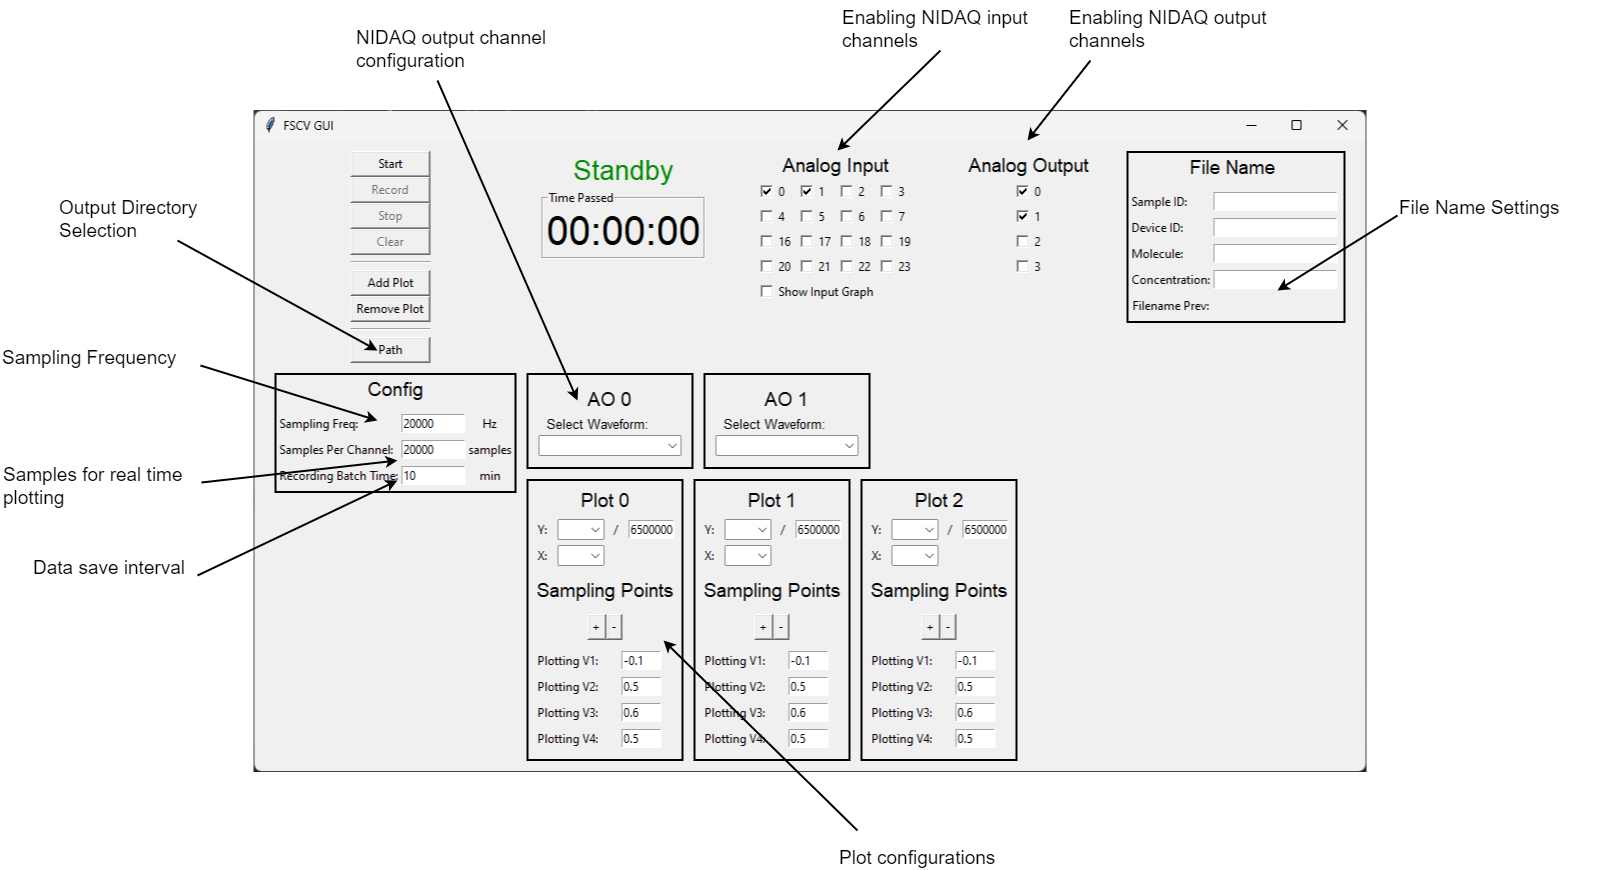 Enabling NIDAQ input
channels
Enabling NIDAQ output
channels
NIDAQ output channel
configuration
FSCV GUI
Start
Record
Stop
Clear
Add Plot
Remove Plot
Path
Standby
Time Passed
00:00:00
Analog Input
0 1 2 3
4 5 6 7
16 17 18 19
20 21 22 23
Show Input Graph
Analog Output
0
1
2
3
File Name
Sample ID:
Device ID:
Molecule:
Concentration:
Filename Prev:
Output Directory
Selection
File Name Settings
Sampling Frequency
Config
Sampling Freq: 20000 Hz
Samples Per Channel: 20000 samples
Recording Batch Time: 10 min
AO 0
Select Waveform:
AO 1
Select Waveform:
Samples for real time
plotting
Data save interval
Plot 0
Y: / 6500000
X:
Sampling Points
+ -
Plotting V1: -0.1
Plotting V2: 0.5
Plotting V3: 0.6
Plotting V4: 0.5
Plot 1
Y: / 6500000
X:
Sampling Points
+ -
Plotting V1: -0.1
Plotting V2: 0.5
Plotting V3: 0.6
Plotting V4: 0.5
Plot 2
Y: / 6500000
X:
Sampling Points
+ -
Plotting V1: -0.1
Plotting V2: 0.5
Plotting V3: 0.6
Plotting V4: 0.5
Plot configurations